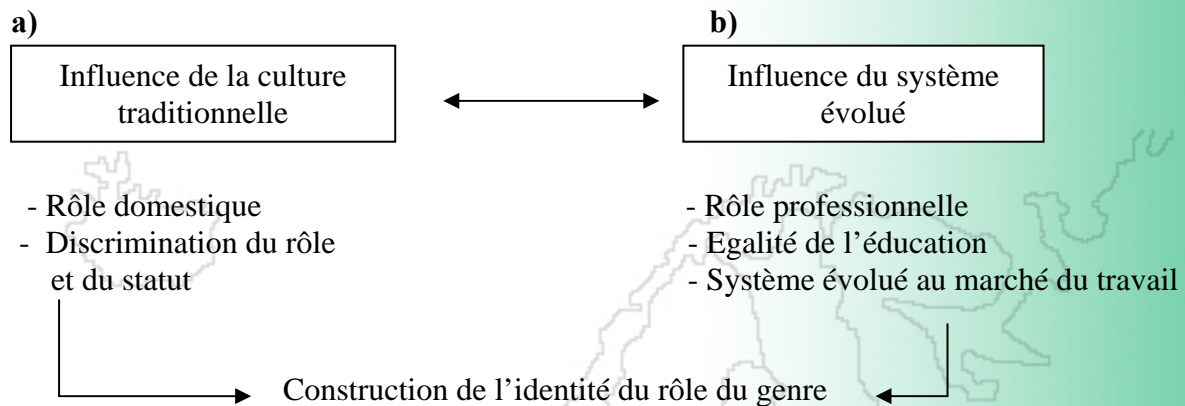 a)
Influence de la culture
traditionnelle
- Rôle domestique
- Discrimination du rôle
et du statut
b)
Influence du système
évolué
- Rôle professionnelle
- Egalité de l’éducation
- Système évolué au marché du travail
Construction de l’identité du rôle du genre